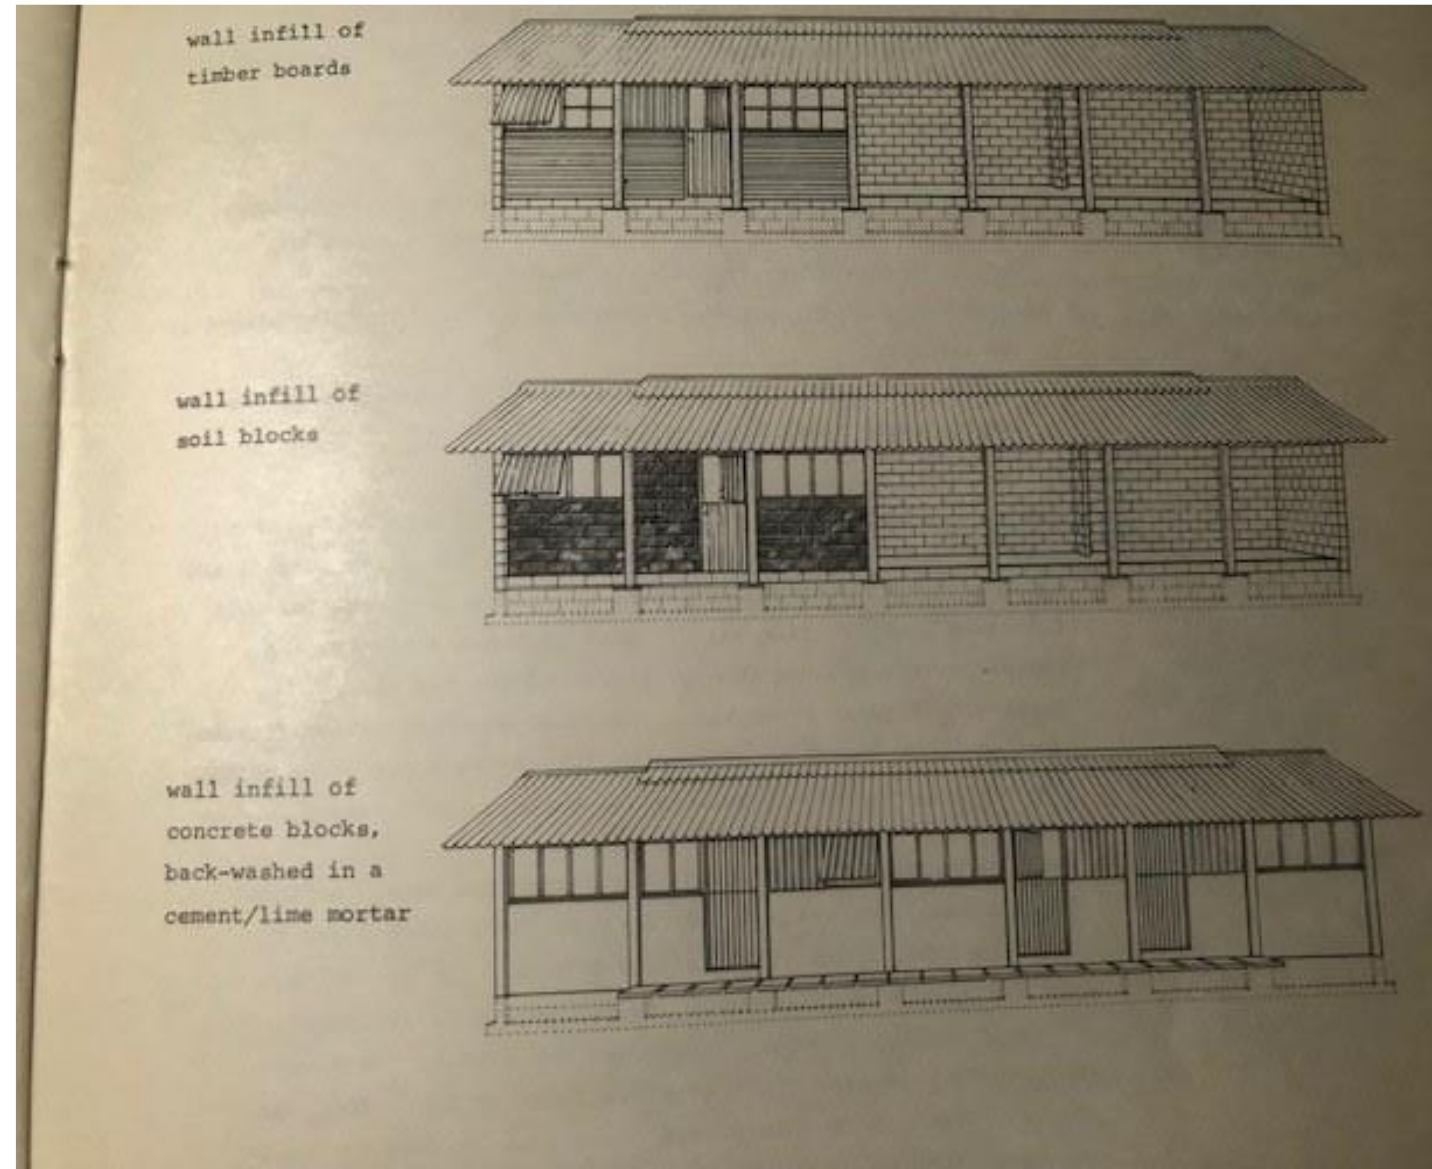 wall infill of
timber boards
wall infill of
soil blocks
wall infill of
concrete blocks,
back-washed in a
cement/lime mortar